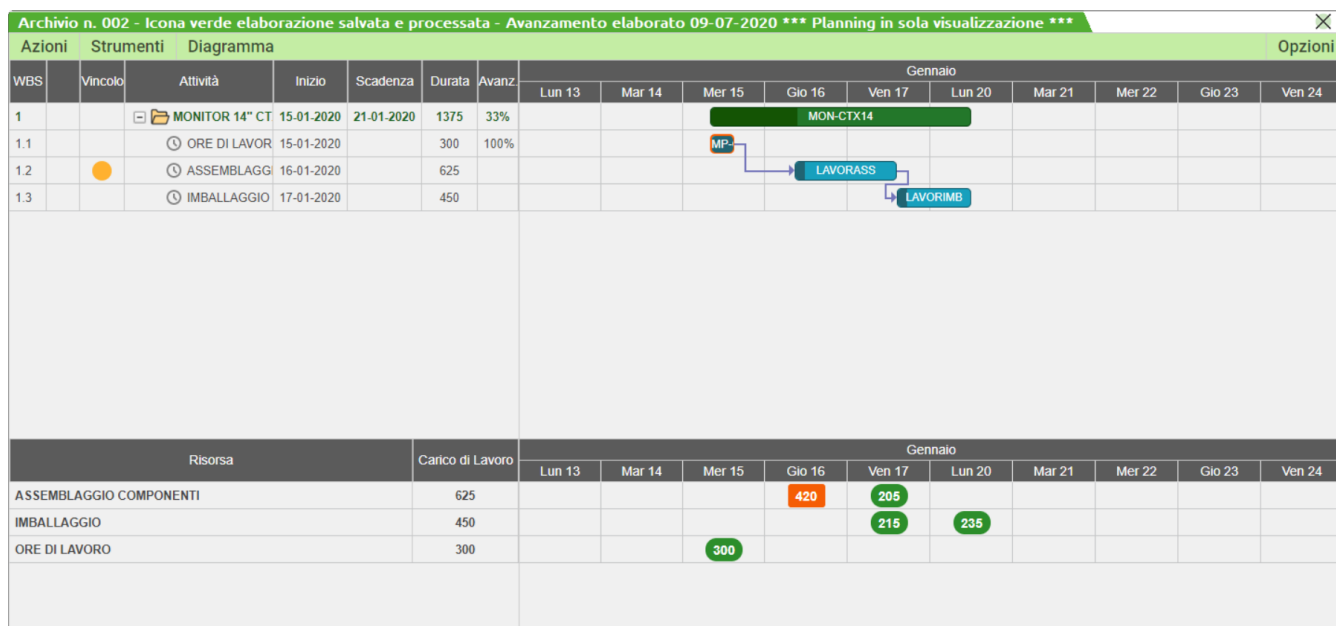 Archivio n. 002 - Icona verde elaborazione salvata e processata - Avanzamento elaborato 09-07-2020 *** Planning in sola visualizzazione ***
Azioni Strumenti Diagramma Opzioni
WBS Vincolo Attività Inizio Scadenza Durata Avanz. Gennaio
Lun 13 Mar 14 Mer 15 Gio 16 Ven 17 Lun 20 Mar 21 Mer 22 Gio 23 Ven 24
1 MONITOR 14" CT 15-01-2020 21-01-2020 1375 33% MON-CTX14
1.1 ORE DI LAVOR 15-01-2020 300 100% MP-
1.2 ASSEMBLAGG 16-01-2020 625 LAVORASS
1.3 IMBALLAGGIO 17-01-2020 450 LAVORIMB
Risorsa Carico di Lavoro Gennaio
Lun 13 Mar 14 Mer 15 Gio 16 Ven 17 Lun 20 Mar 21 Mer 22 Gio 23 Ven 24
ASSEMBLAGGIO COMPONENTI 625 420 205
IMBALLAGGIO 450 215 235
ORE DI LAVORO 300 300